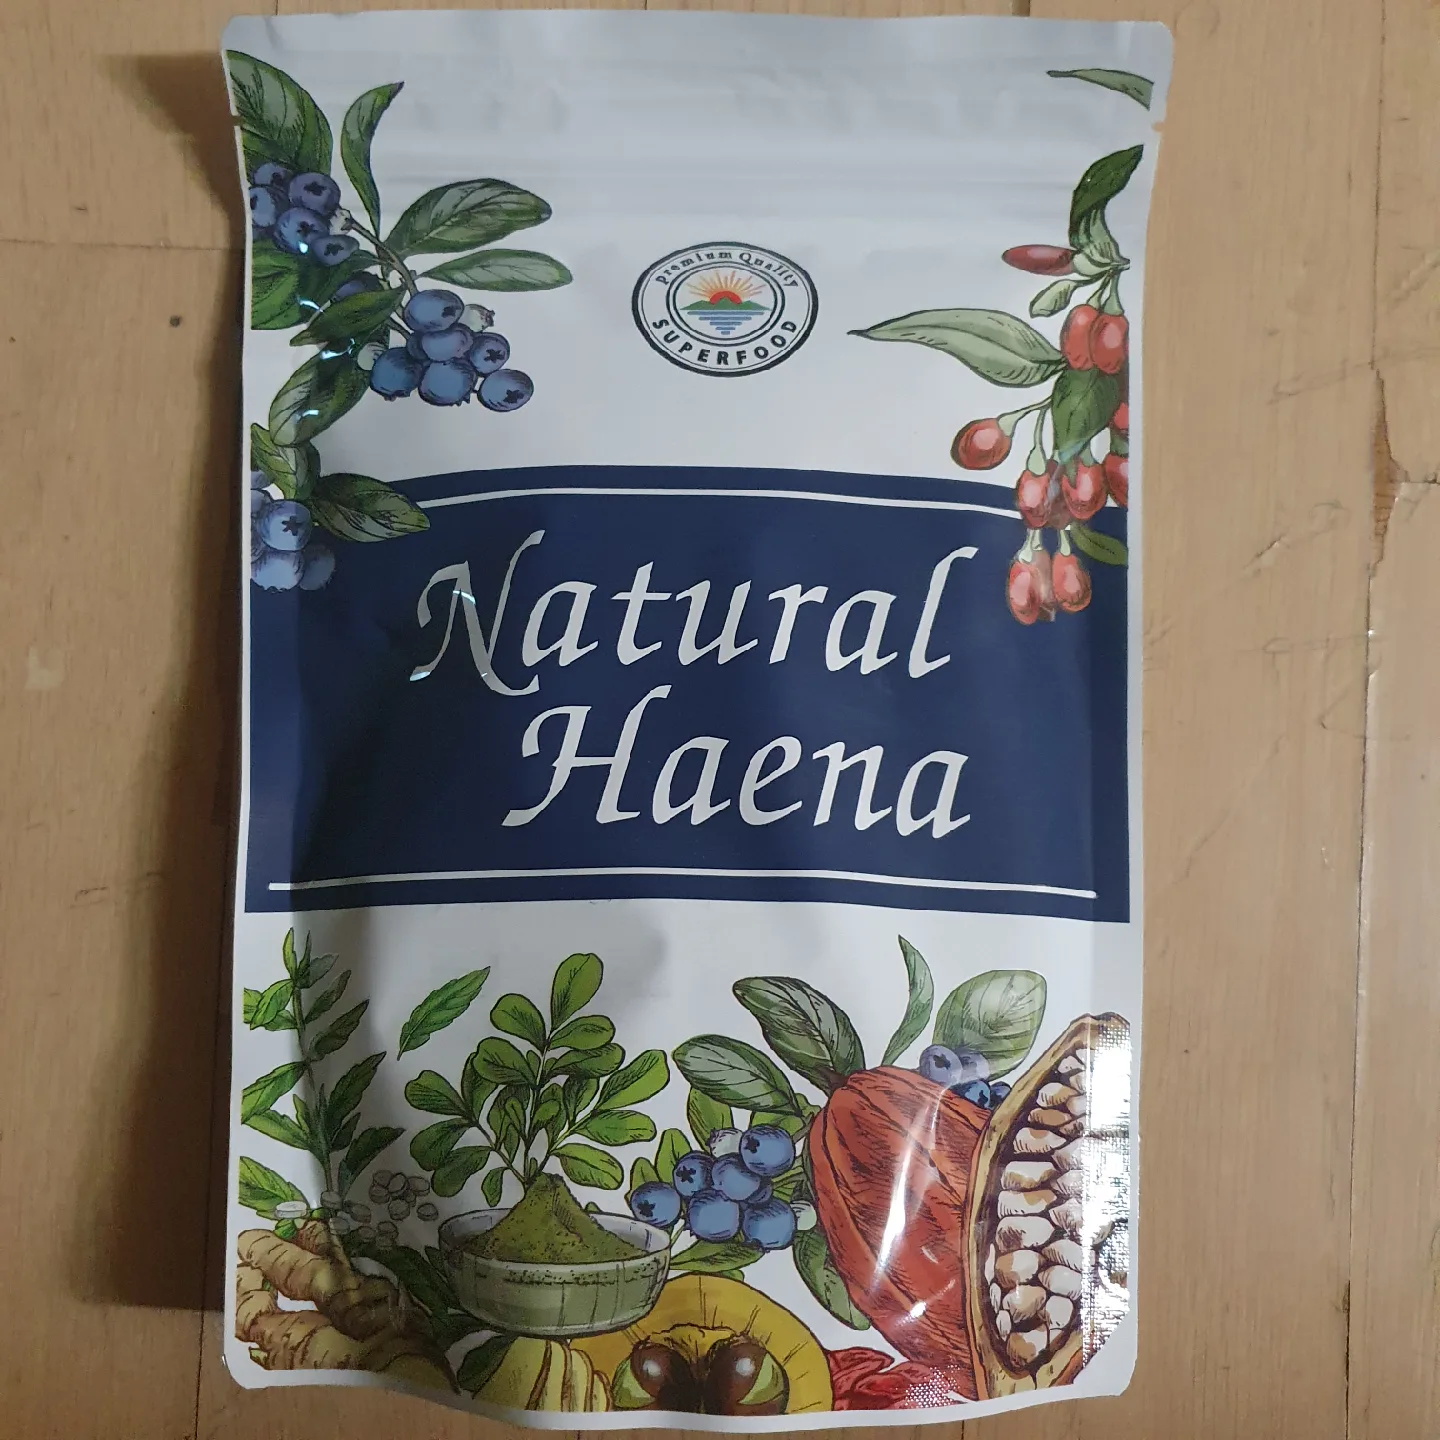 Premium Quality
SUPERFOOD
Natural
Haena